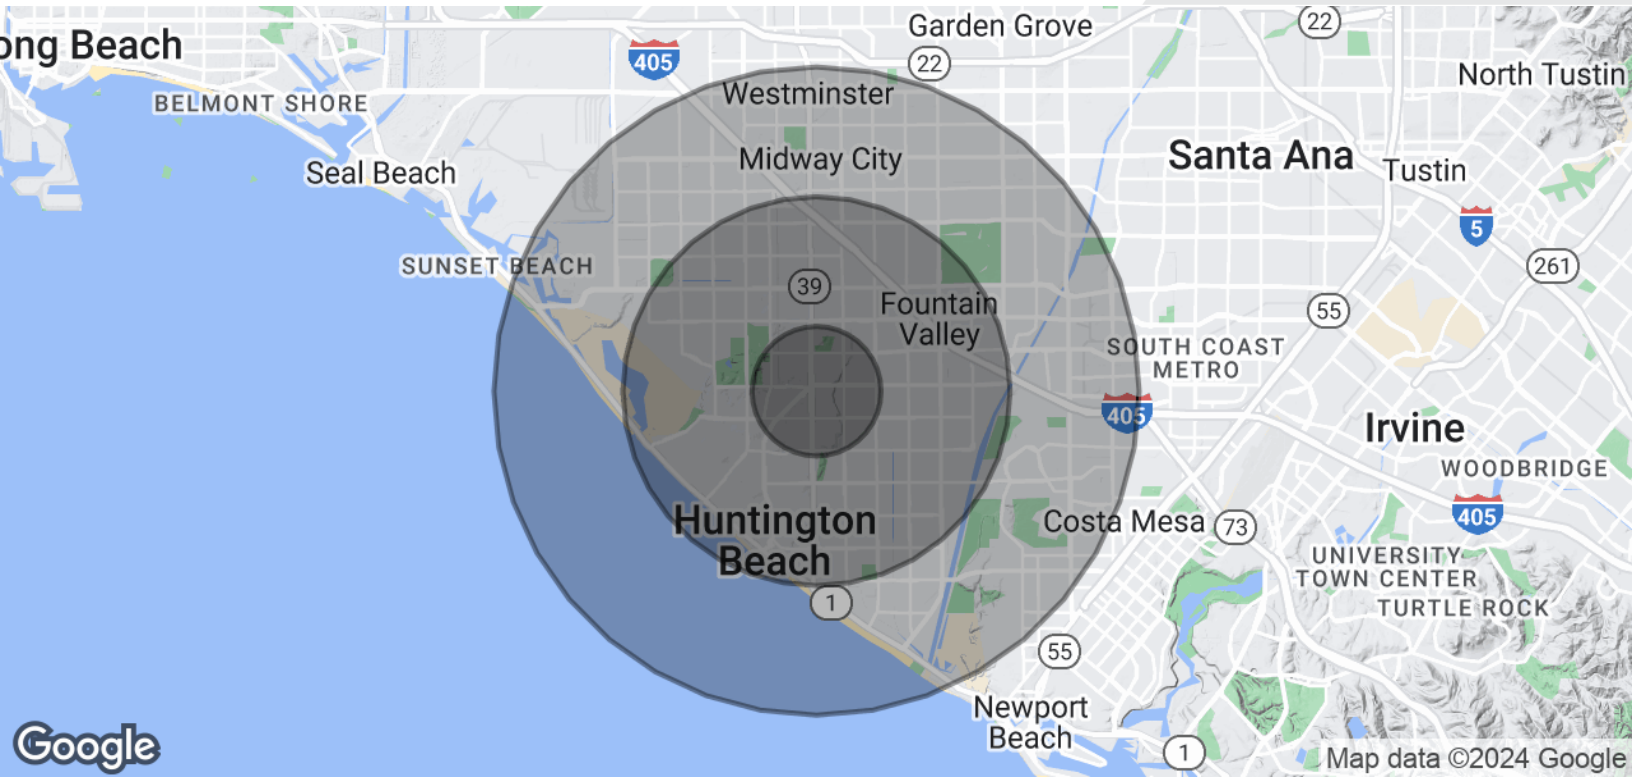 Garden Grove
22
22
ong Beach
405
North Tustin
BELMONT SHORE
Westminster
Midway City
Santa Ana
Tustin
Seal Beach
5
SUNSET BEACH
261
39
Fountain
Valley
55
SOUTH COAST
METRO
405
Irvine
WOODBRIDGE
Huntington
Beach
Costa Mesa
73
405
UNIVERSITY
TOWN CENTER
TURTLE ROCK
1
55
Newport
Beach
1
Google
Map data ©2024 Google